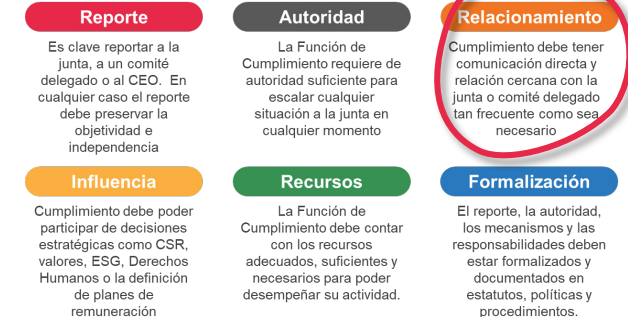 Reporte
Es clave reportar a la
junta, a un comité
delegado o al CEO. En
cualquier caso el reporte
debe preservar la
objetividad e
independencia
Autoridad
La Función de
Cumplimiento requiere de
autoridad suficiente para
escalar cualquier
situación a la junta en
cualquier momento
Relacionamiento
Cumplimiento debe tener
comunicación directa y
relación cercana con la
junta o comité delegado
tan frecuente como sea
necesario
Influencia
Cumplimiento debe poder
participar de decisiones
estratégicas como CSR,
valores, ESG, Derechos
Humanos o la definición
de planes de
remuneración
Recursos
La Función de
Cumplimiento debe contar
con los recursos
adecuados, suficientes y
necesarios para poder
desempeñar su actividad.
Formalización
El reporte, la autoridad,
los mecanismos y las
responsabilidades deben
estar formalizados y
documentados en
estatutos, políticas y
procedimientos.